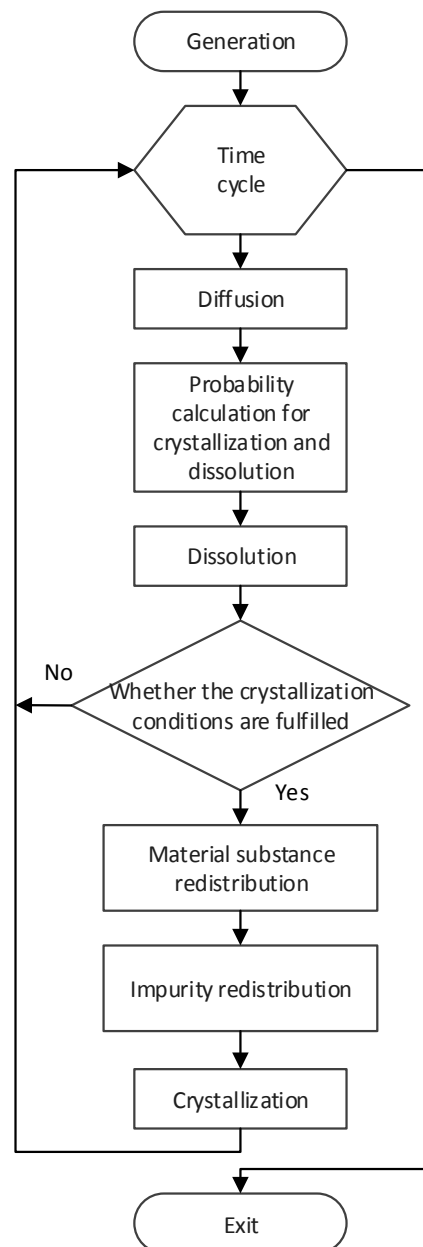 Generation
Time
cycle
Diffusion
Probability
calculation for
crystallization and
dissolution
Dissolution
No
Whether the crystallization
conditions are fulfilled
Yes
Material substance
redistribution
Impurity redistribution
Crystallization
Exit